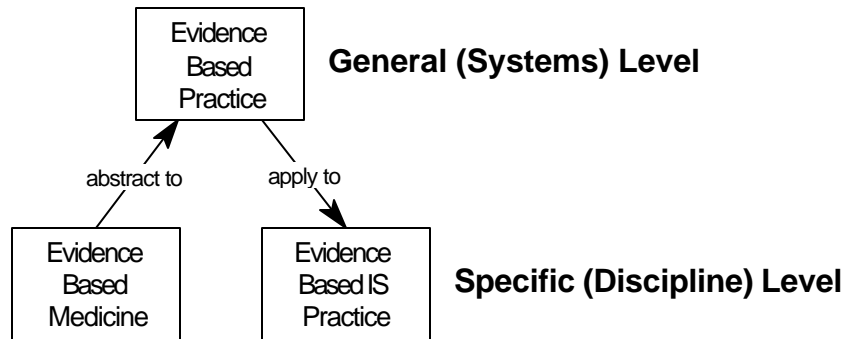 Evidence
Based
Practice
General (Systems) Level
abstract to
apply to
Evidence
Based
Medicine
Evidence
Based IS
Practice
Specific (Discipline) Level